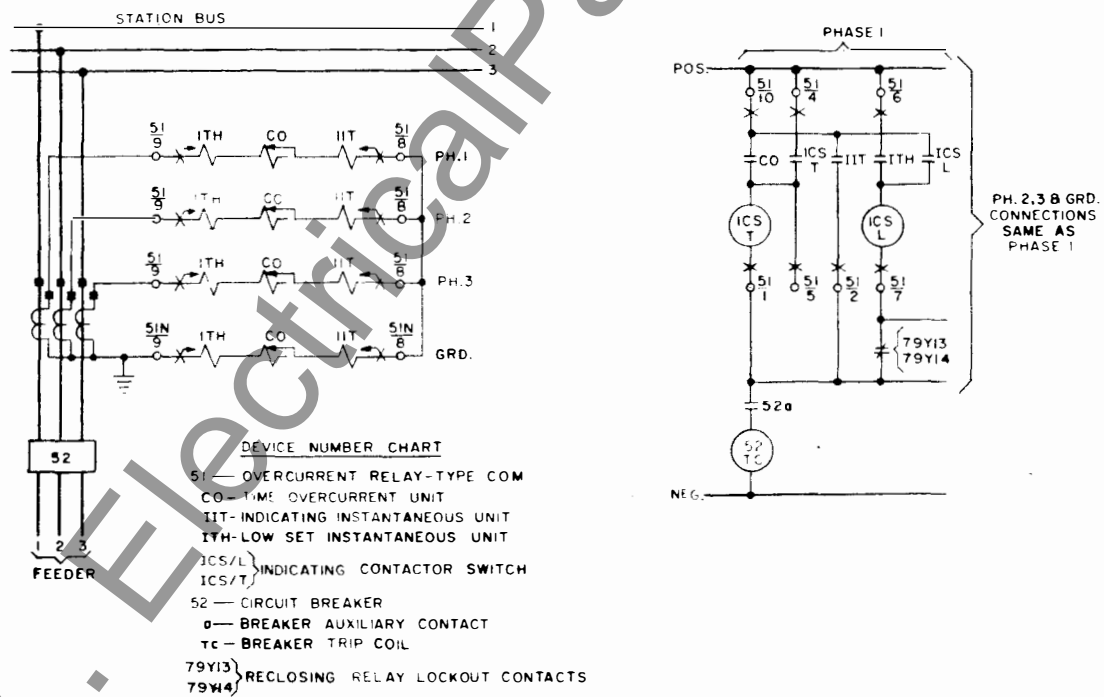 STATION BUS
1
2
3
51
9
ITH
CO
IIT
51
8
PH.1
51
9
ITH
CC
IIT
51
8
PH.2
51
9
ITH
CO
IIT
51
8
PH.3
51N
9
ITH
CO
IIT
51N
8
GRD.
52
1 2 3
FEEDER
DEVICE NUMBER CHART
51 — OVERCURRENT RELAY-TYPE COM
CO - TIME OVERCURRENT UNIT
IIT - INDICATING INSTANTANEOUS UNIT
ITH - LOW SET INSTANTANEOUS UNIT
ICS/L
ICS/T } INDICATING CONTACTOR SWITCH
52 — CIRCUIT BREAKER
a — BREAKER AUXILIARY CONTACT
TC — BREAKER TRIP COIL
79Y13
79Y14 } RECLOSING RELAY LOCKOUT CONTACTS
PHASE 1
POS.
51
10
51
4
51
6
CO
ICS
T
IIT
ITH
ICS
L
ICS
T
ICS
L
51
1
51
5
51
2
51
7
79Y13
79Y14
52a
52
TC
NEG.
PH. 2,3 & GRD.
CONNECTIONS
SAME AS
PHASE 1
. ElectricalPa